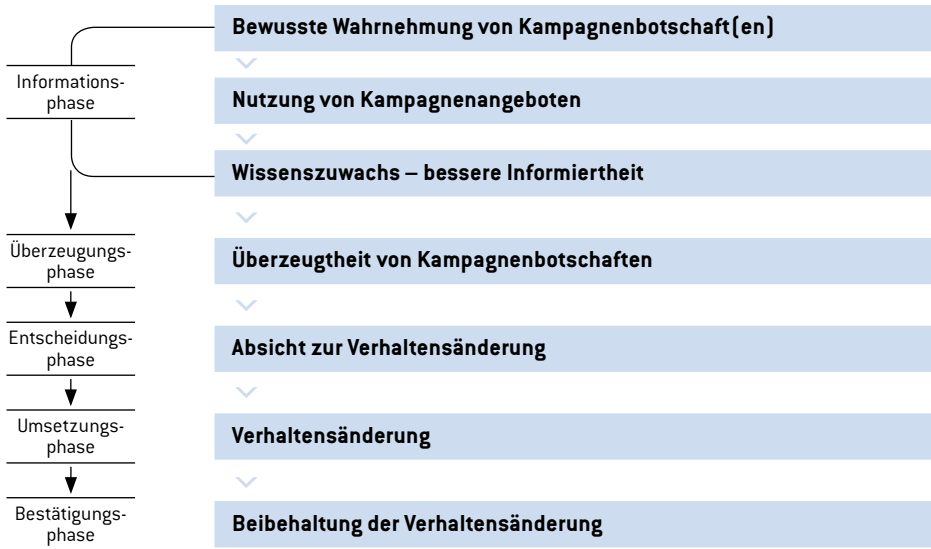 Bewusste Wahrnehmung von Kampagnenbotschaft(en)
Informations-
phase
Nutzung von Kampagnenangeboten
Wissenszuwachs – bessere Informiertheit
Überzeugungs-
phase
Überzeugtheit von Kampagnenbotschaften
Entscheidungs-
phase
Absicht zur Verhaltensänderung
Umsetzungs-
phase
Verhaltensänderung
Bestätigungs-
phase
Beibehaltung der Verhaltensänderung